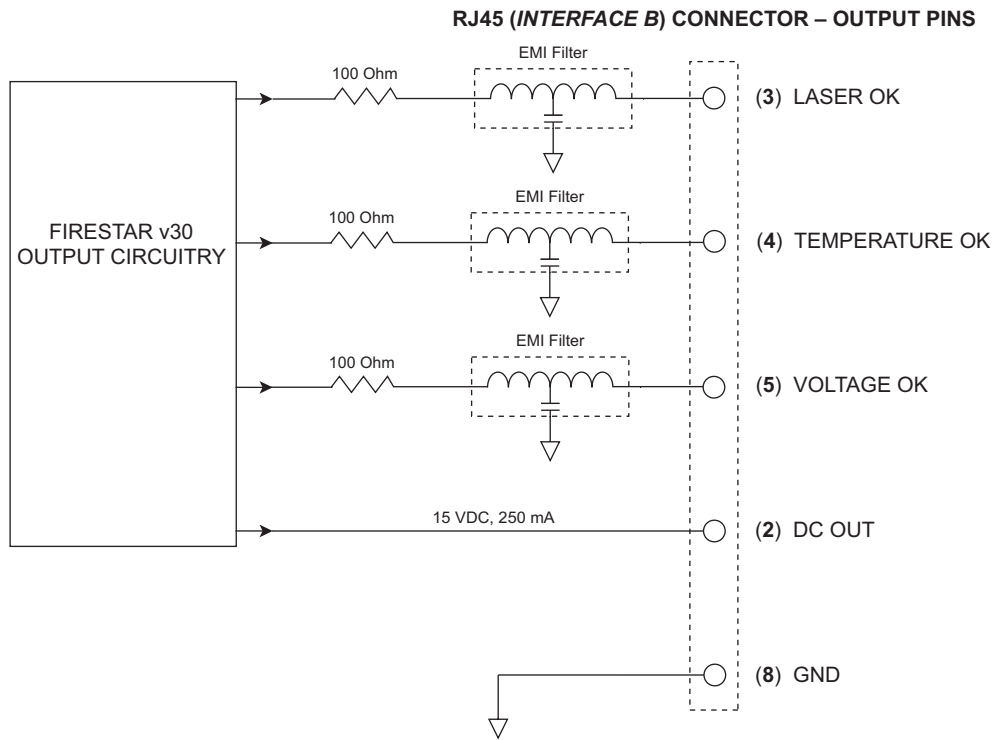 RJ45 (INTERFACE B) CONNECTOR – OUTPUT PINS
EMI Filter
100 Ohm
(3) LASER OK
EMI Filter
100 Ohm
FIRESTAR v30
OUTPUT CIRCUITRY
(4) TEMPERATURE OK
EMI Filter
100 Ohm
(5) VOLTAGE OK
15 VDC, 250 mA
(2) DC OUT
(8) GND